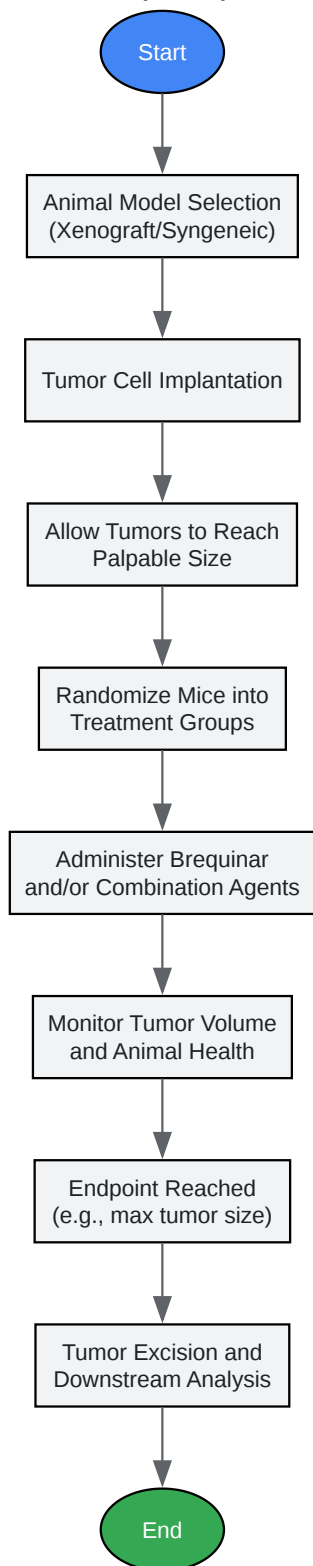 Start
Animal Model Selection
(Xenograft/Syngeneic)
Tumor Cell Implantation
Allow Tumors to Reach
Palpable Size
Randomize Mice into
Treatment Groups
Administer Brequinar
and/or Combination Agents
Monitor Tumor Volume
and Animal Health
Endpoint Reached
(e.g., max tumor size)
Tumor Excision and
Downstream Analysis
End